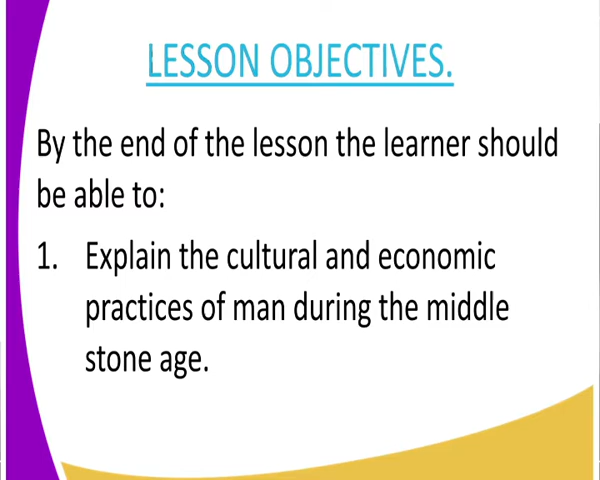 LESSON OBJECTIVES.
By the end of the lesson the learner should
be able to:
1. Explain the cultural and economic
practices of man during the middle
stone age.